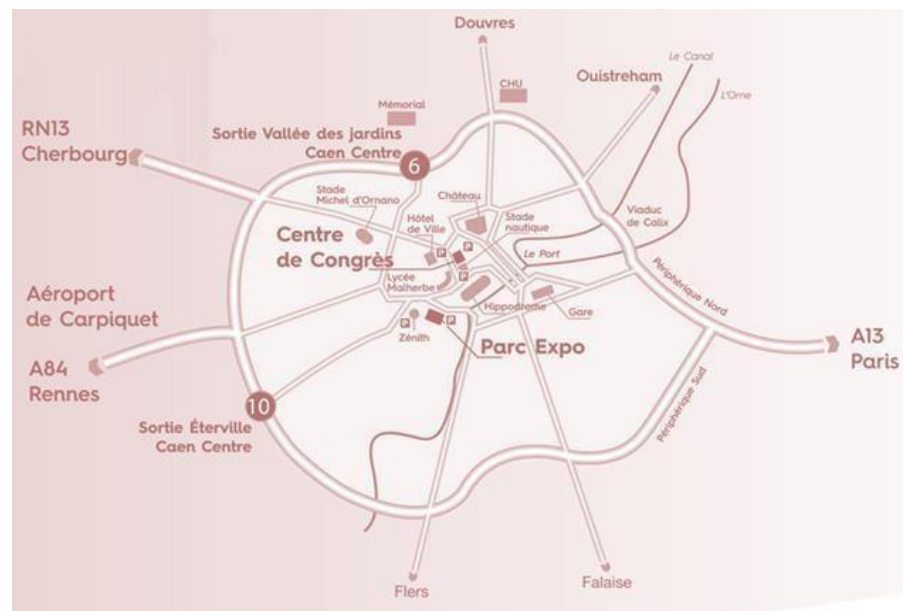 Douvres
Le Canal
Ouistreham
CHU
L'Orne
Mémorial
RN13
Cherbourg
Sortie Vallée des jardins
Caen Centre
6
Stade
Michel d'Ornano
Château
Hôtel
de Ville
Stade
nautique
Viaduc
de Calix
Centre
de Congrès
P
P
Le Port
Lycée
Malherbe
Périphérique Nord
Aéroport
de Carpiquet
Hippodrome
Gare
P
P
Zénith
Parc Expo
A13
Paris
A84
Rennes
10
Périphérique Sud
Sortie Éterville
Caen Centre
Flers
Falaise